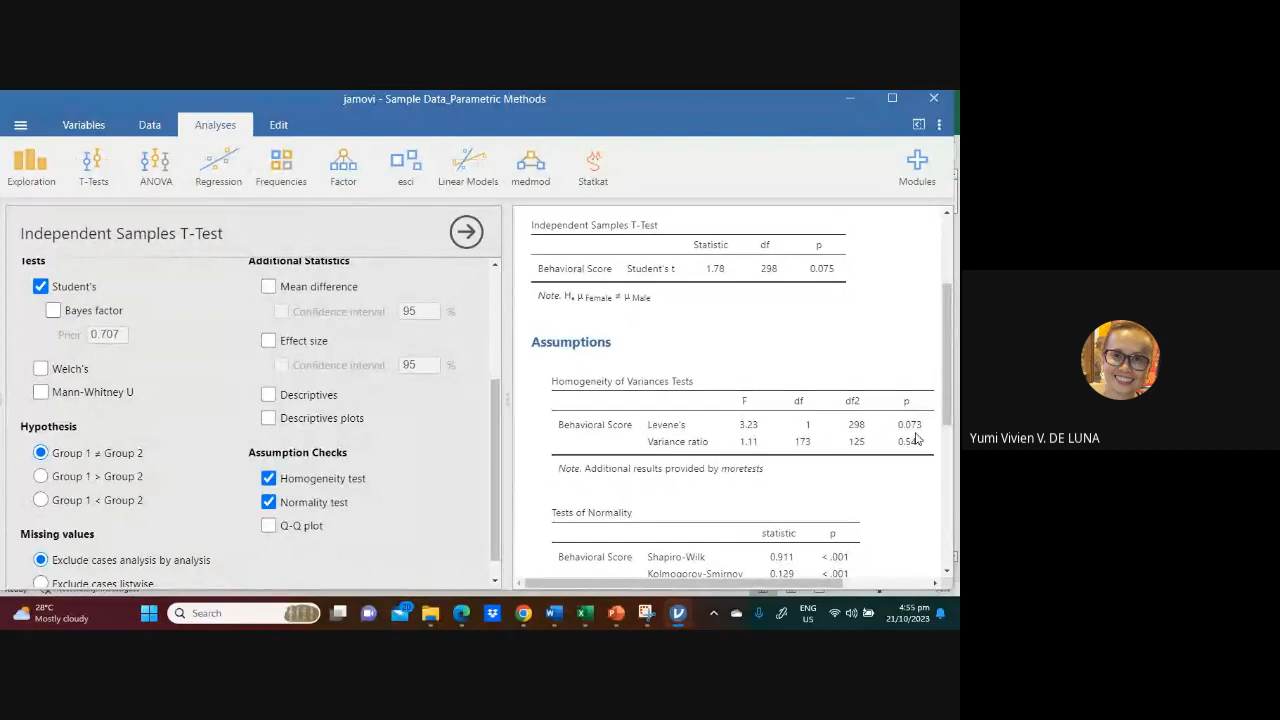 jamovi - Sample Data_Parametric Methods
Variables Data Analyses Edit
Exploration T-Tests ANOVA Regression Frequencies Factor esci Linear Models medmod Statkat Modules
Independent Samples T-Test
Tests
Student's
Bayes factor
Prior 0.707
Welch's
Mann-Whitney U
Hypothesis
Group 1 ≠ Group 2
Group 1 > Group 2
Group 1 < Group 2
Missing values
Exclude cases analysis by analysis
Exclude cases listwise
Additional Statistics
Mean difference
Confidence interval 95 %
Effect size
Confidence interval 95 %
Descriptives
Descriptives plots
Assumption Checks
Homogeneity test
Normality test
Q-Q plot
Independent Samples T-Test
Statistic df p
Behavioral Score Student's t 1.78 298 0.075
Note. Hₐ μ Female ≠ μ Male
Assumptions
Homogeneity of Variances Tests
F df df2 p
Behavioral Score Levene's 3.23 1 298 0.073
Variance ratio 1.11 173 125
Note. Additional results provided by moretests
Tests of Normality
statistic p
Behavioral Score Shapiro-Wilk 0.911 < .001
Kolmogorov-Smirnov 0.129 < .001
Yumi Vivien V. DE LUNA
28°C
Mostly cloudy
Search
ENG
US
4:55 pm
21/10/2023